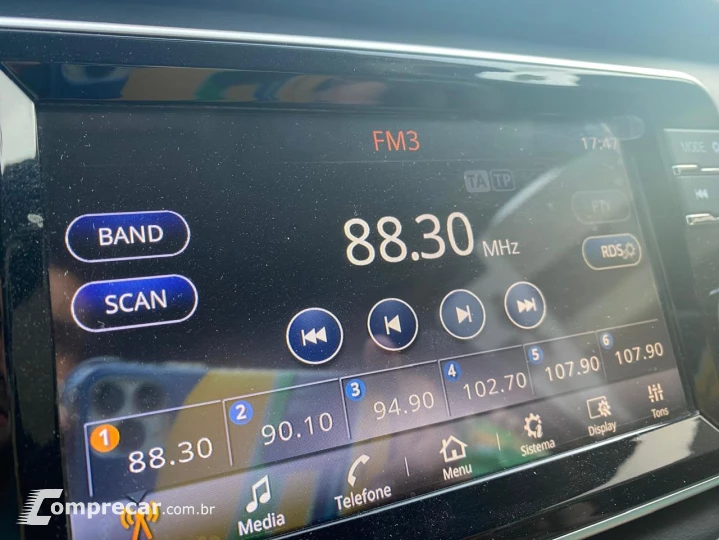 FM3
17:47
MODE
TA TP
BAND
88.30 MHz
PTY
RDS
SCAN
1 88.30
2 90.10
3 94.90
4 102.70
5 107.90
6 107.90
Media
Telefone
Menu
Sistema
Display
Tons
Comprecar.com.br